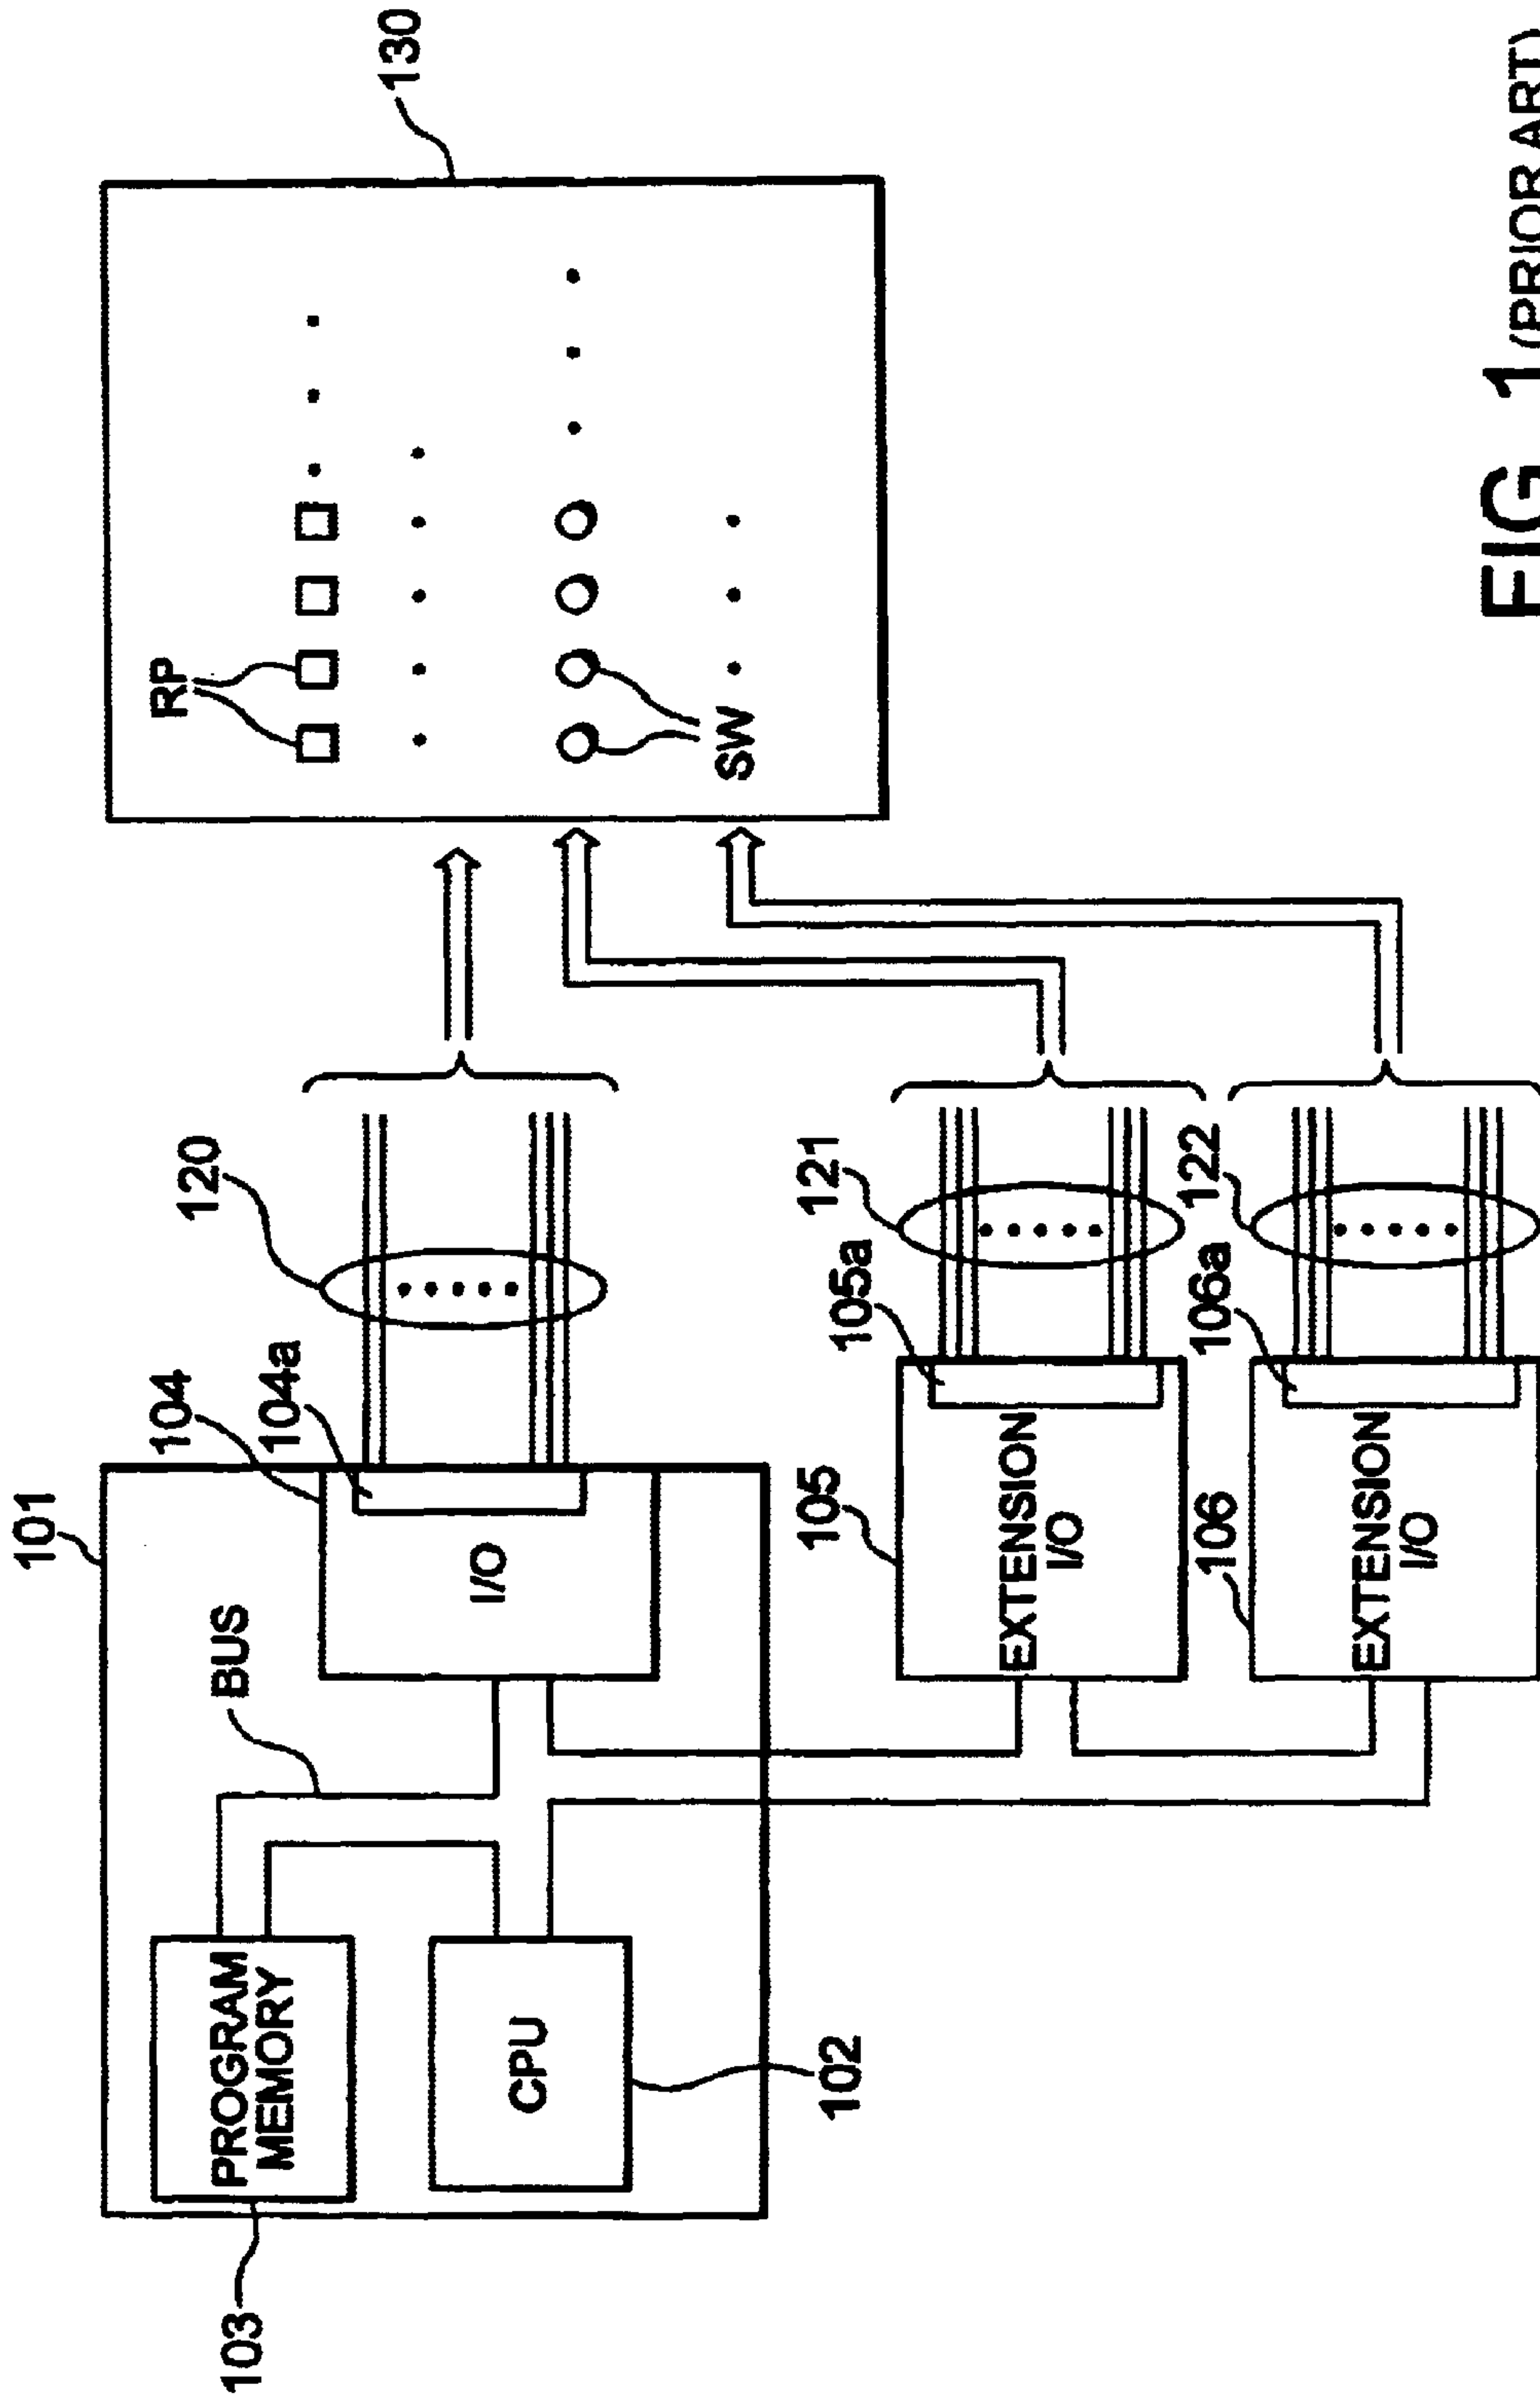 101
103
PROGRAM
MEMORY
BUS
CPU
102
104
104a
I/O
120
RP
SW
130
105
105a
EXTENSION
I/O
121
106
106a
EXTENSION
I/O
122
FIG. 1 (PRIOR ART)